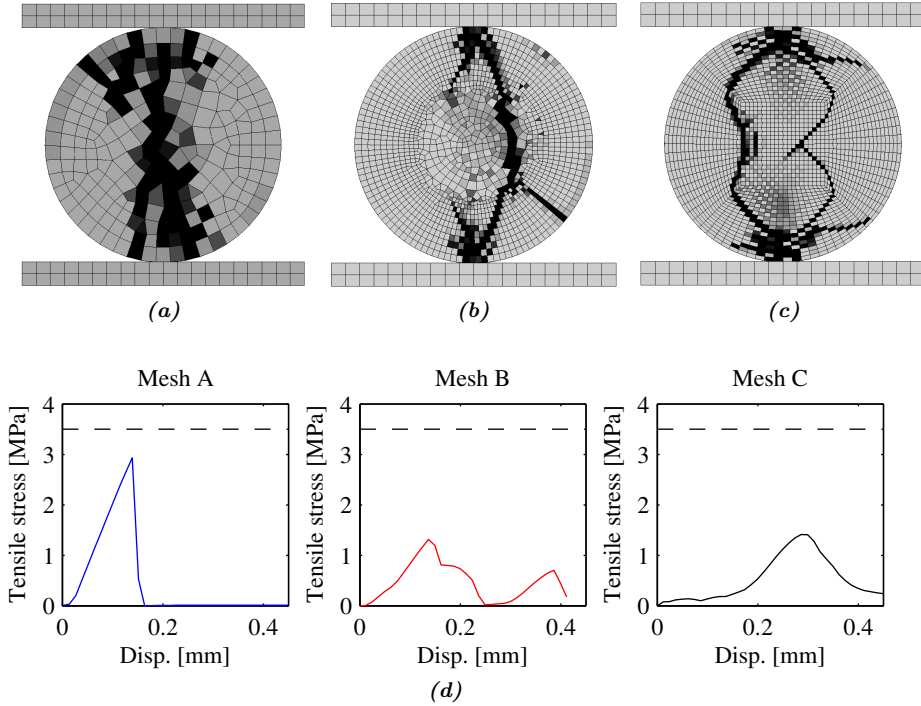 (a) (b) (c)
Mesh A Mesh B Mesh C
Tensile stress [MPa] Tensile stress [MPa] Tensile stress [MPa]
4 4 4
3 3 3
2 2 2
1 1 1
0 0 0
0 0.2 0.4 0 0.2 0.4 0 0.2 0.4
Disp. [mm] Disp. [mm] Disp. [mm]
(d)